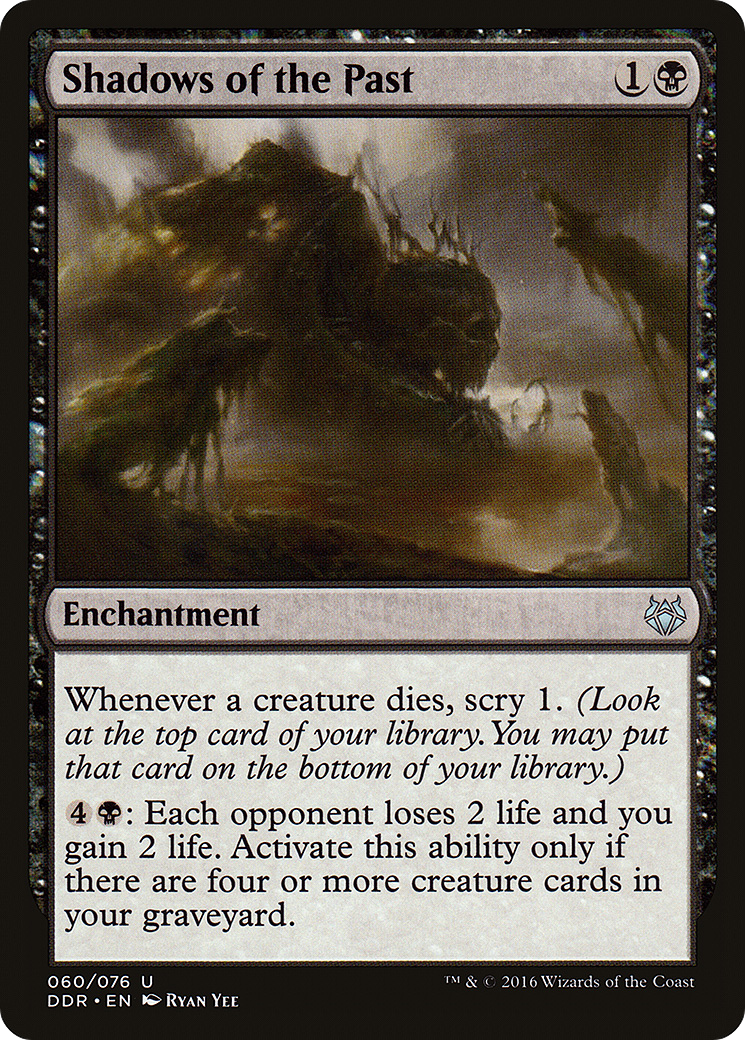 Shadows of the Past 1
Enchantment
Whenever a creature dies, scry 1. (Look
at the top card of your library. You may put
that card on the bottom of your library.)
4: Each opponent loses 2 life and you
gain 2 life. Activate this ability only if
there are four or more creature cards in
your graveyard.
060/076 U
DDR • EN Ryan Yee
™ & © 2016 Wizards of the Coast